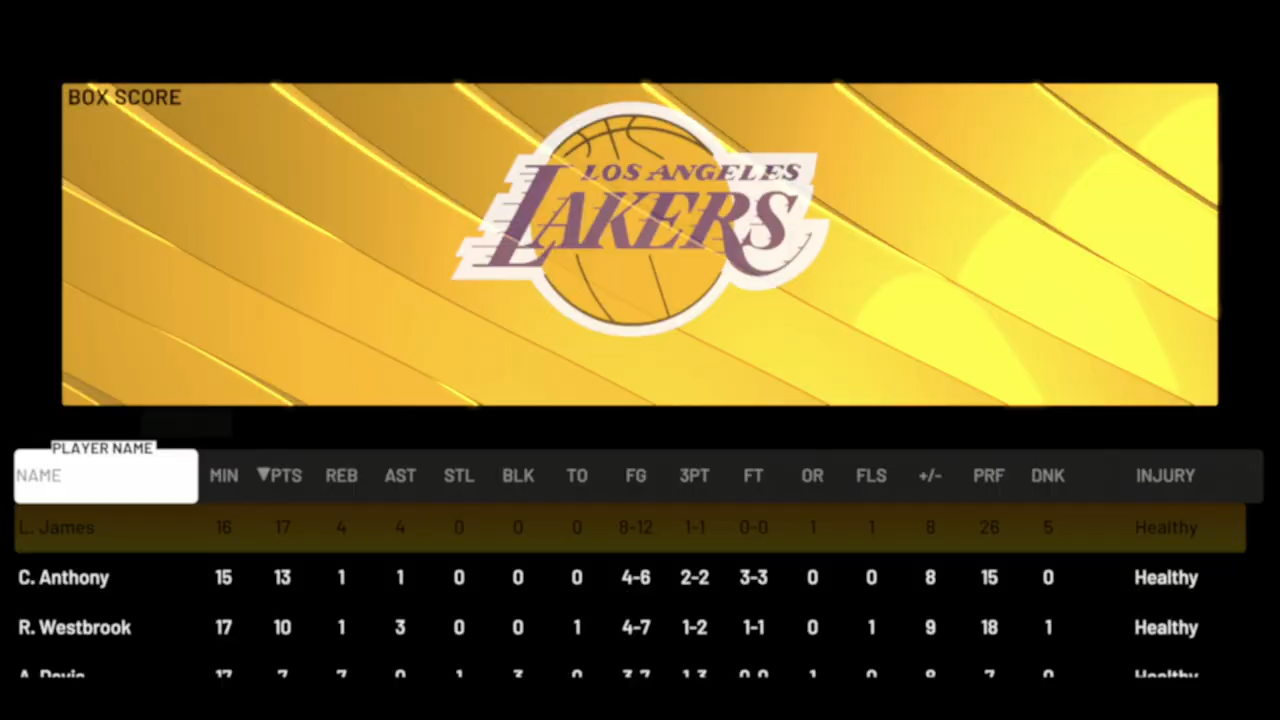 BOX SCORE
LOS ANGELES
LAKERS
PLAYER NAME
NAME MIN ▼PTS REB AST STL BLK TO FG 3PT FT OR FLS +/- PRF DNK INJURY
L. James 16 17 4 4 0 0 0 8-12 1-1 0-0 1 1 8 26 5 Healthy
C. Anthony 15 13 1 1 0 0 0 4-6 2-2 3-3 0 0 8 15 0 Healthy
R. Westbrook 17 10 1 3 0 0 1 4-7 1-2 1-1 0 1 9 18 1 Healthy